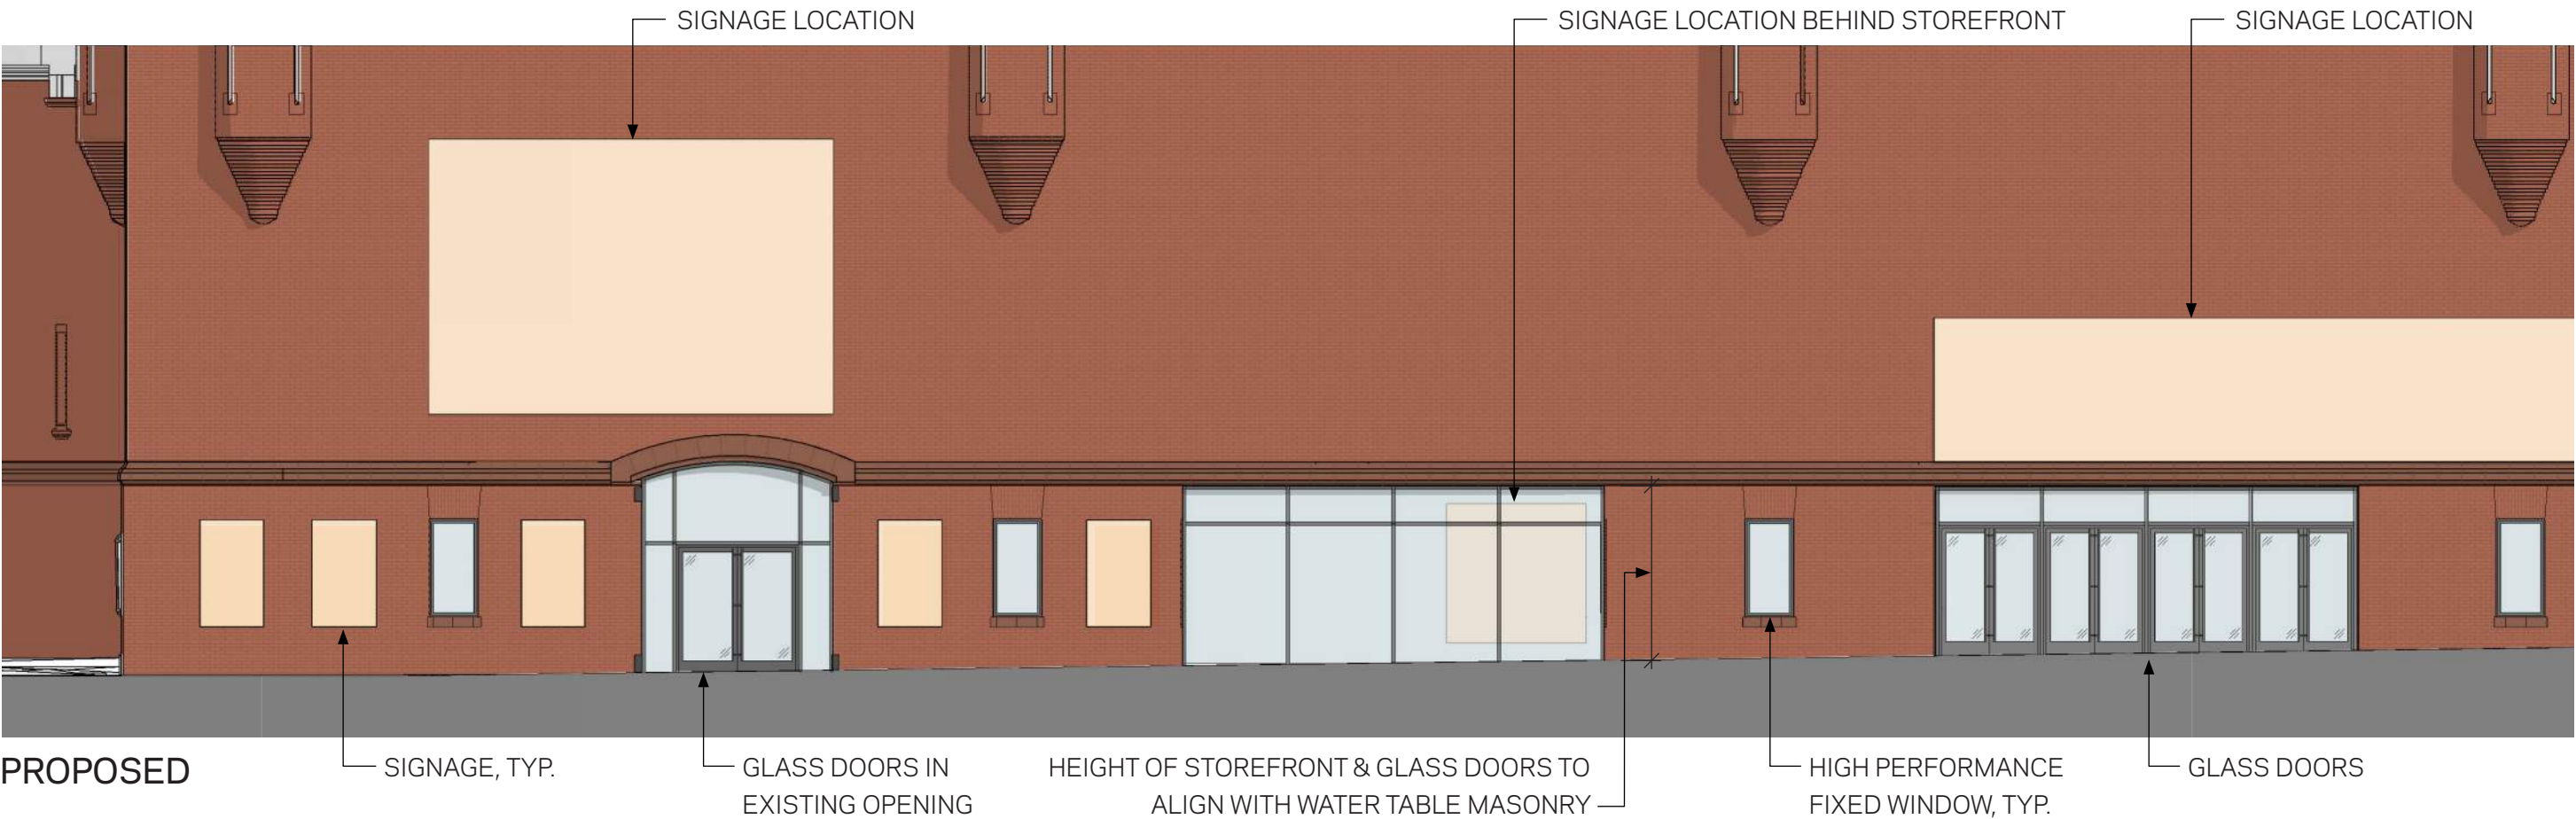 SIGNAGE LOCATION
SIGNAGE LOCATION BEHIND STOREFRONT
SIGNAGE LOCATION
PROPOSED
SIGNAGE, TYP.
GLASS DOORS IN
EXISTING OPENING
HEIGHT OF STOREFRONT & GLASS DOORS TO
ALIGN WITH WATER TABLE MASONRY
HIGH PERFORMANCE
FIXED WINDOW, TYP.
GLASS DOORS